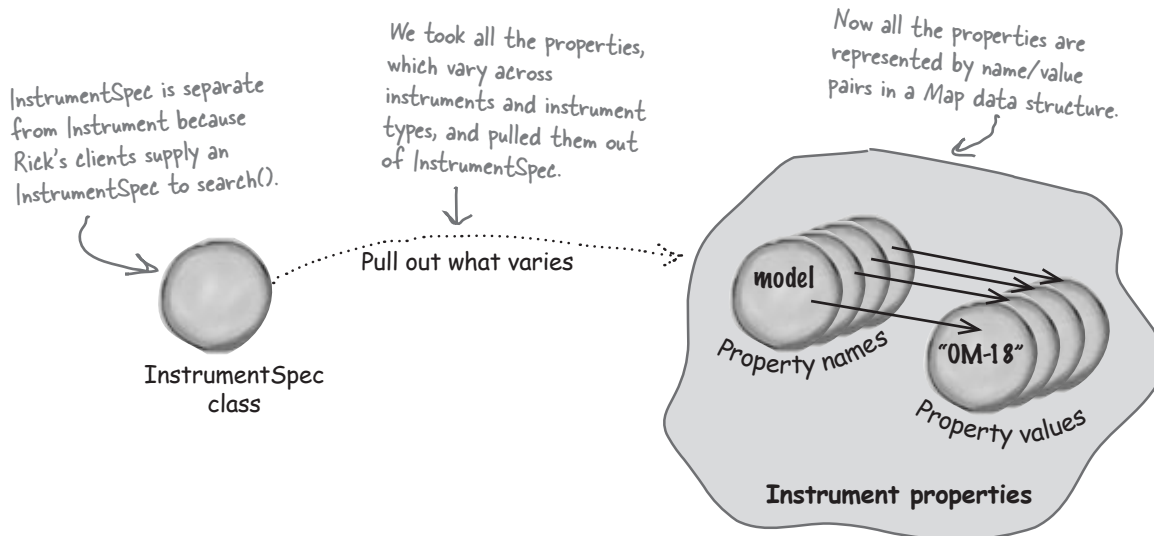 InstrumentSpec is separate
from Instrument because
Rick's clients supply an
InstrumentSpec to search().
We took all the properties,
which vary across
instruments and instrument
types, and pulled them out
of InstrumentSpec.
Now all the properties are
represented by name/value
pairs in a Map data structure.
Pull out what varies
InstrumentSpec
class
model
Property names
"OM-18"
Property values
Instrument properties